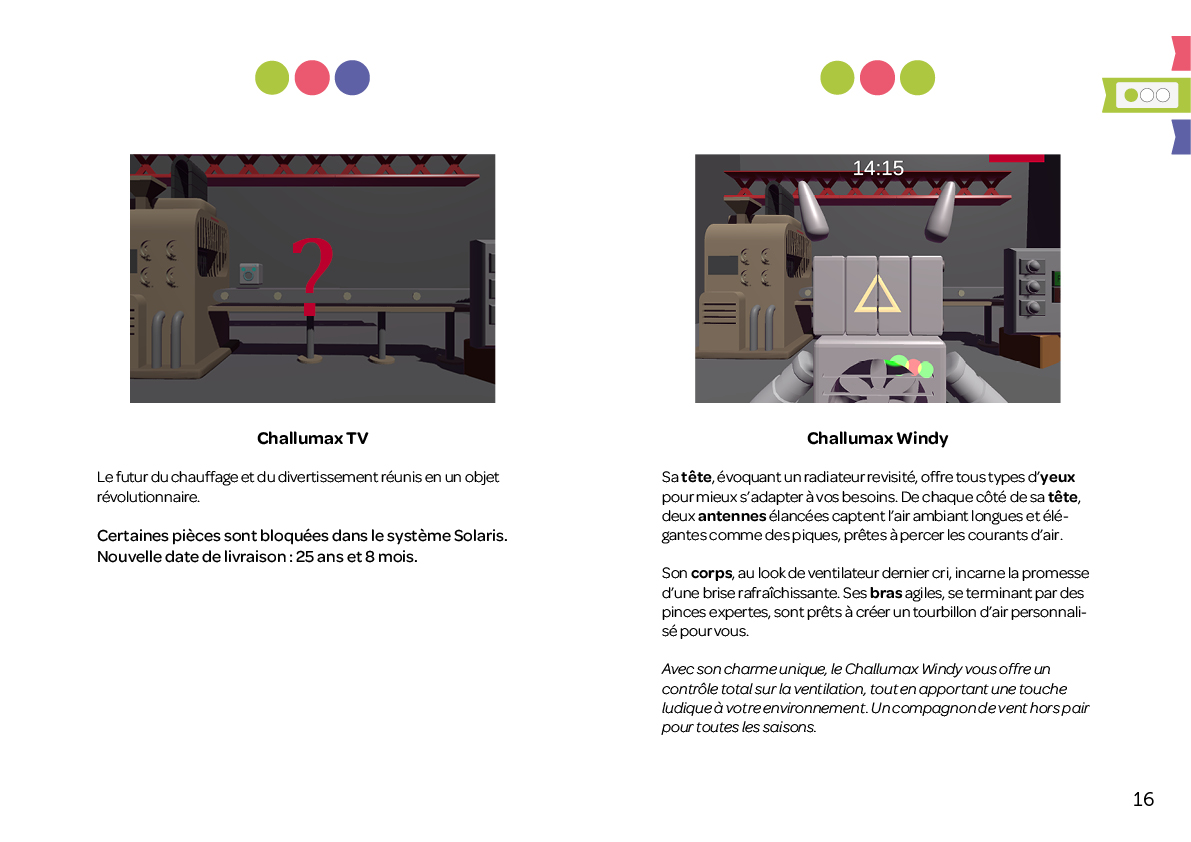 ?
Challumax TV
Le futur du chauffage et du divertissement réunis en un objet
révolutionnaire.
Certaines pièces sont bloquées dans le système Solaris.
Nouvelle date de livraison : 25 ans et 8 mois.
14:15
Challumax Windy
Sa tête, évoquant un radiateur revisité, offre tous types d’yeux
pour mieux s’adapter à vos besoins. De chaque côté de sa tête,
deux antennes élancées captent l’air ambiant longues et élé-
gantes comme des piques, prêtes à percer les courants d’air.
Son corps, au look de ventilateur dernier cri, incarne la promesse
d’une brise rafraîchissante. Ses bras agiles, se terminant par des
pinces expertes, sont prêts à créer un tourbillon d’air personnali-
sé pour vous.
Avec son charme unique, le Challumax Windy vous offre un
contrôle total sur la ventilation, tout en apportant une touche
ludique à votre environnement. Un compagnon de vent hors pair
pour toutes les saisons.
16